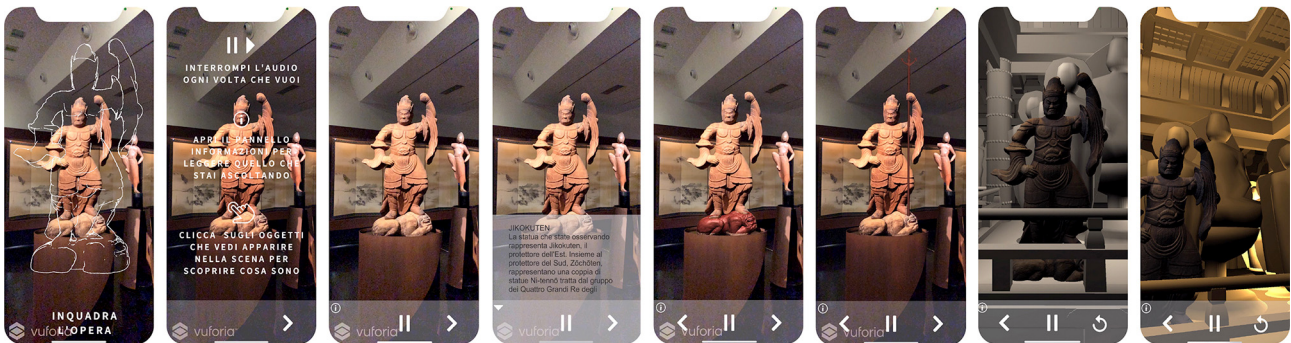 INQUADRA
L'OPERA
vuforia
INTERROMPI L'AUDIO
OGNI VOLTA CHE VUOI
APRI IL PANNELLO
INFORMAZIONI PER
LEGGERE QUELLO CHE
STAI ASCOLTANDO
CLICCA SUGLI OGGETTI
CHE VEDI APPARIRE
NELLA SCENA PER
SCOPRIRE COSA SONO
vuforia
vuforia
JIKOKUTEN
La statua che state osservando
rappresenta Jikokuten, il
protettore dell'Est. Insieme al
protettore del Sud, Zōchōten,
rappresentano una coppia di
statue Ni-tennō tratta dal gruppo
dei Quattro Grandi Re degli
vuforia
vuforia
vuforia